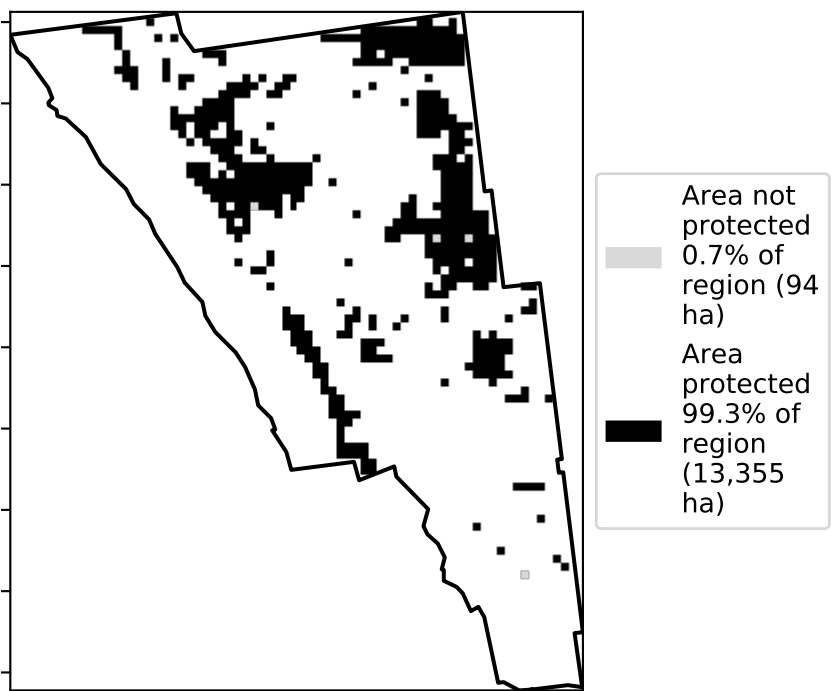 Area not
protected
0.7% of
region (94
ha)
Area
protected
99.3% of
region
(13,355
ha)